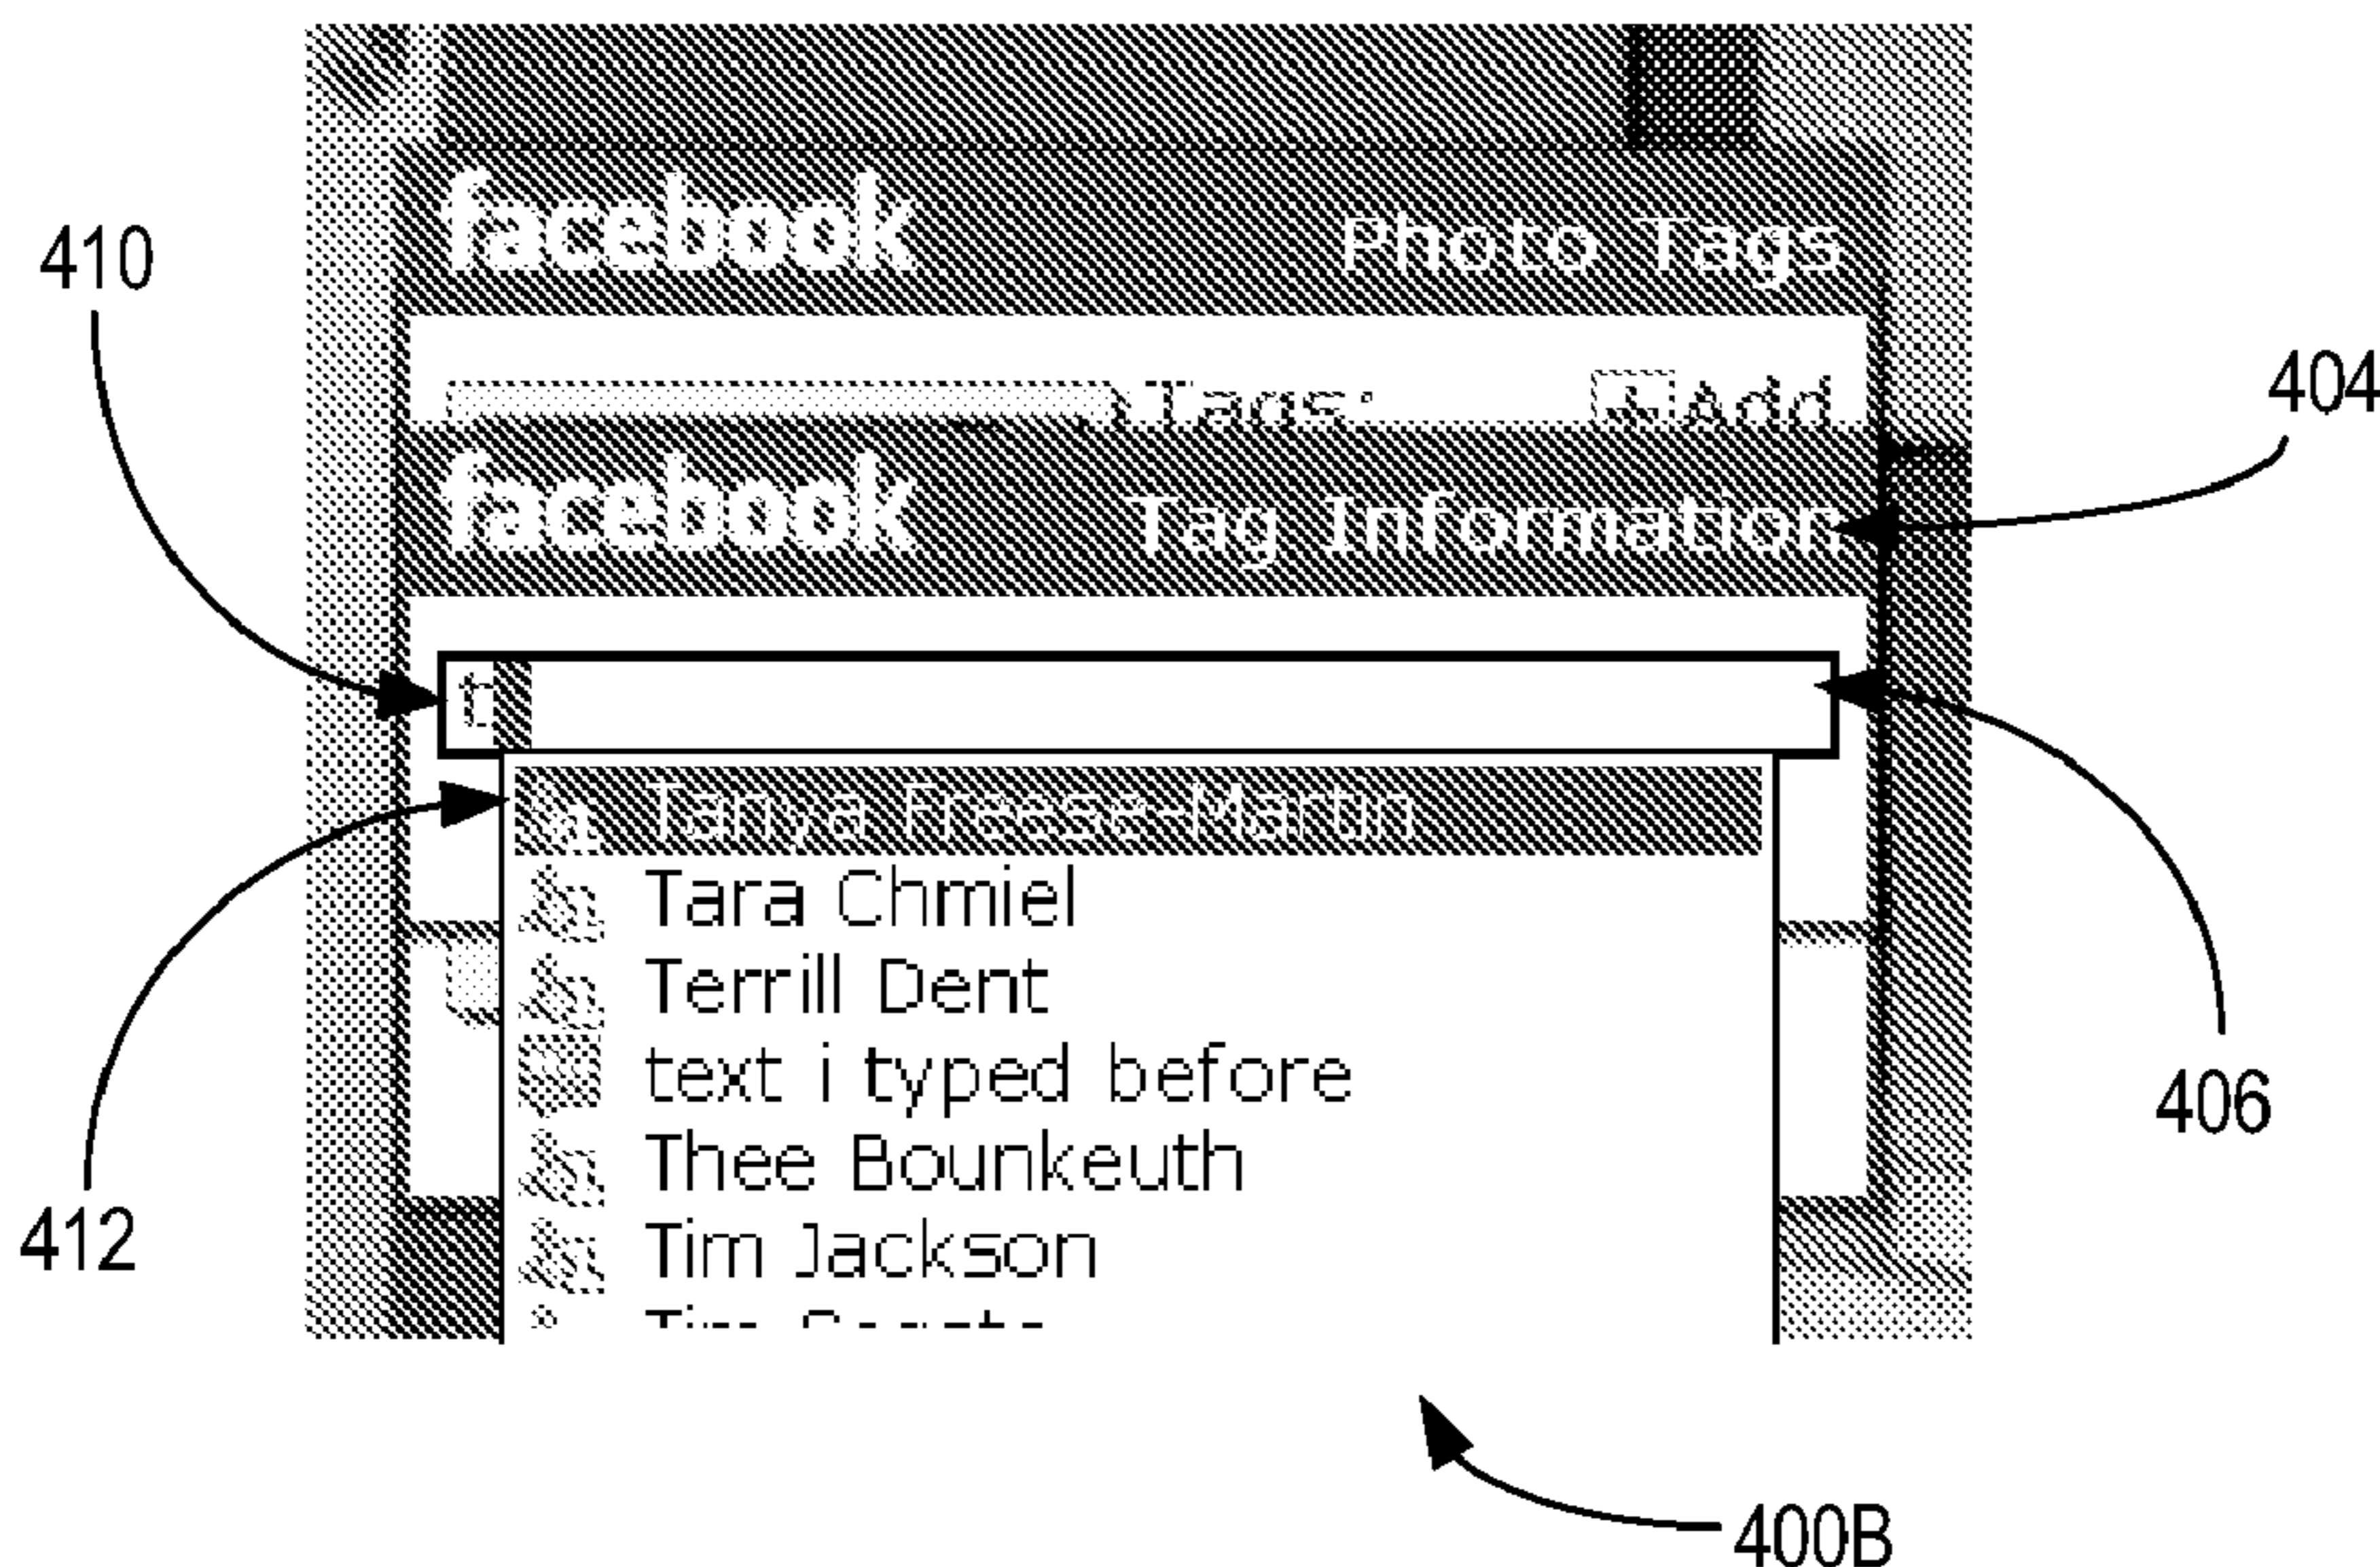 facebook Photo Tags
410
Tags: Add
404
facebook Tag Information
t
Tanya Freese-Martin
Tara Chmiel
Terrill Dent
text i typed before
406
Thee Bounkeuth
412
Tim Jackson
400B